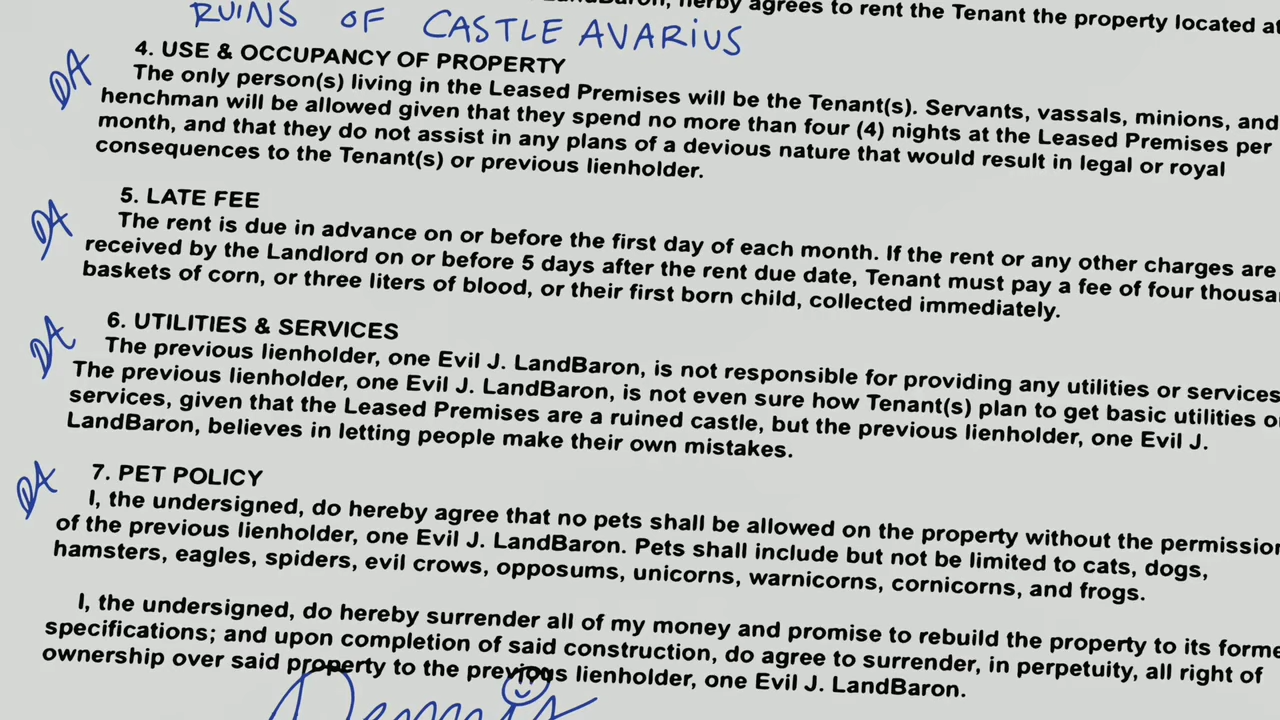 LandBaron, herby agrees to rent the Tenant the property located at
RUINS OF CASTLE AVARIUS
4. USE & OCCUPANCY OF PROPERTY
DA
The only person(s) living in the Leased Premises will be the Tenant(s). Servants, vassals, minions, and
henchman will be allowed given that they spend no more than four (4) nights at the Leased Premises per
month, and that they do not assist in any plans of a devious nature that would result in legal or royal
consequences to the Tenant(s) or previous lienholder.
5. LATE FEE
DA
The rent is due in advance on or before the first day of each month. If the rent or any other charges are
received by the Landlord on or before 5 days after the rent due date, Tenant must pay a fee of four
baskets of corn, or three liters of blood, or their first born child, collected immediately.
6. UTILITIES & SERVICES
DA
The previous lienholder, one Evil J. LandBaron, is not responsible for providing any utilities or services
The previous lienholder, one Evil J. LandBaron, is not even sure how Tenant(s) plan to get basic utilities
services, given that the Leased Premises are a ruined castle, but the previous lienholder, one Evil J.
LandBaron, believes in letting people make their own mistakes.
7. PET POLICY
DA
I, the undersigned, do hereby agree that no pets shall be allowed on the property without the permission
of the previous lienholder, one Evil J. LandBaron. Pets shall include but not be limited to cats, dogs,
hamsters, eagles, spiders, evil crows, opposums, unicorns, warnicorns, cornicorns, and frogs.
I, the undersigned, do hereby surrender all of my money and promise to rebuild the property to its
specifications; and upon completion of said construction, do agree to surrender, in perpetuity, all right of
ownership over said property to the previous lienholder, one Evil J. LandBaron.
Dennis